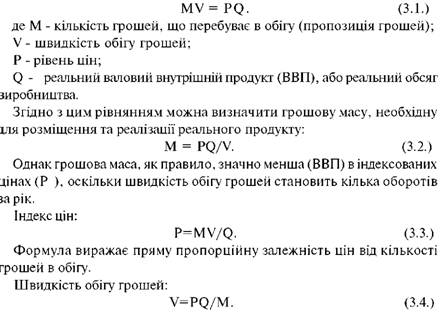 MV = PQ. (3.1.)
де М - кількість грошей, що перебуває в обігу (пропозиція грошей);
V - швидкість обігу грошей;
Р - рівень цін;
Q - реальний валовий внутрішній продукт (ВВП), або реальний обсяг
виробництва.
Згідно з цим рівнянням можна визначити грошову масу, необхідну
для розміщення та реалізації реального продукту:
M = PQ/V. (3.2.)
Однак грошова маса, як правило, значно менша (ВВП) в індексованих
цінах (Р ), оскільки швидкість обігу грошей становить кілька оборотів
за рік.
Індекс цін:
P=MV/Q. (3.3.)
Формула виражає пряму пропорційну залежність цін від кількості
грошей в обігу.
Швидкість обігу грошей:
V=PQ/M. (3.4.)